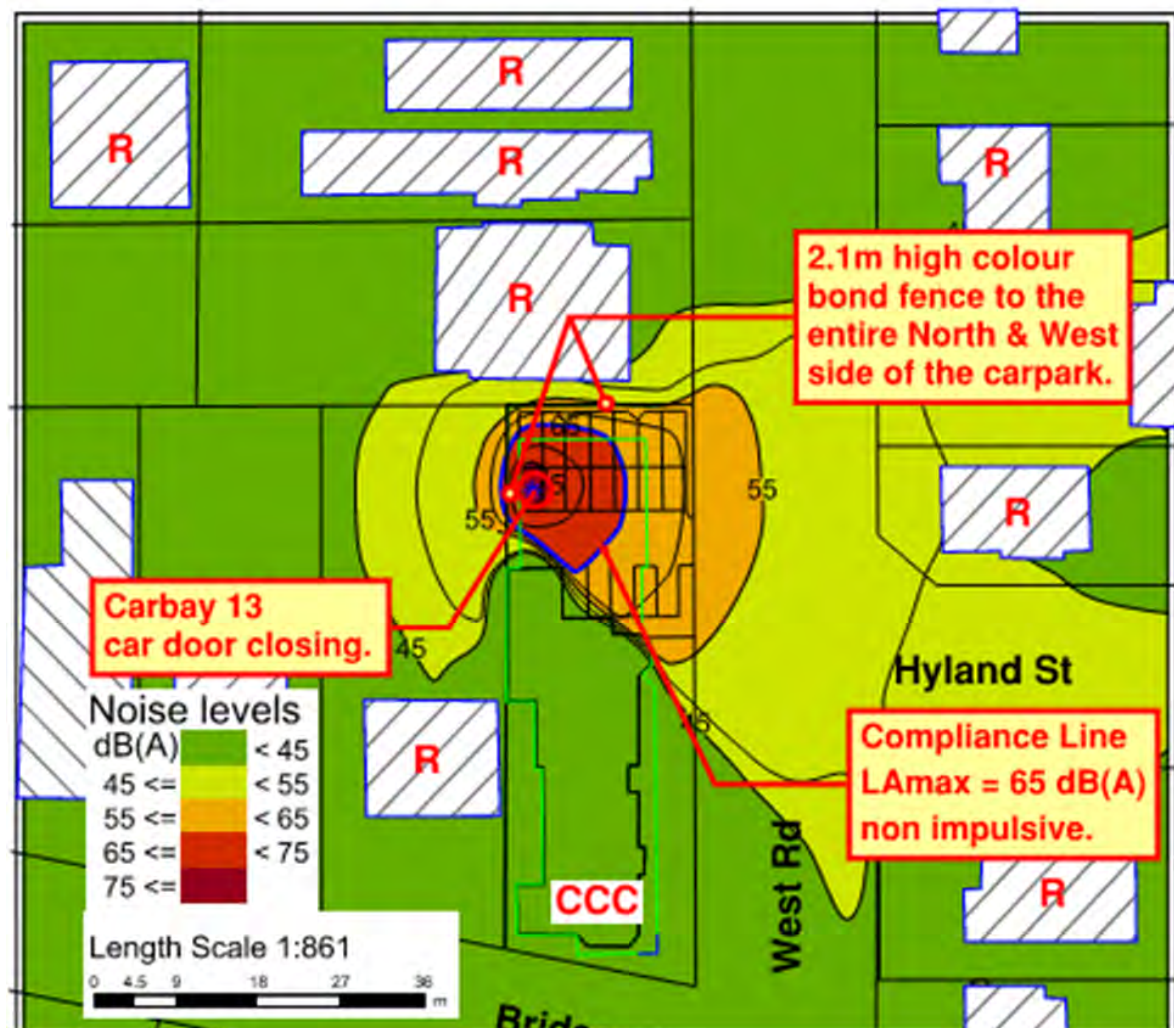 R
R
R
R
R
2.1m high colour
bond fence to the
entire North & West
side of the carpark.
65
55
55
R
Carbay 13
car door closing.
45
Hyland St
45
Noise levels
dB(A)
< 45
45 <= < 55
55 <= < 65
65 <= < 75
75 <=
R
Compliance Line
LAmax = 65 dB(A)
non impulsive.
West Rd
CCC
R
Length Scale 1:861
0 4.5 9 18 27 36
m